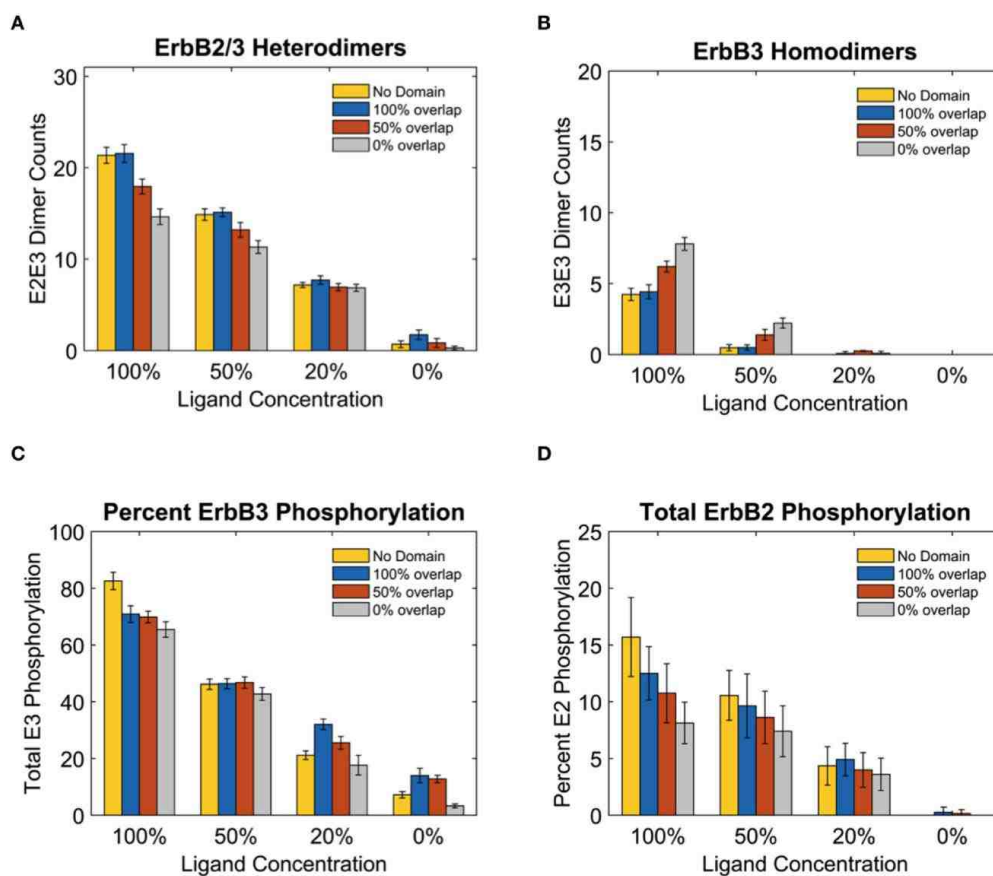 A
ErbB2/3 Heterodimers
30
20
10
0
E2E3 Dimer Counts
No Domain
100% overlap
50% overlap
0% overlap
100% 50% 20% 0%
Ligand Concentration
B
ErbB3 Homodimers
20
15
10
5
0
E3E3 Dimer Counts
No Domain
100% overlap
50% overlap
0% overlap
100% 50% 20% 0%
Ligand Concentration
C
Percent ErbB3 Phosphorylation
100
80
60
40
20
0
Total E3 Phosphorylation
No Domain
100% overlap
50% overlap
0% overlap
100% 50% 20% 0%
Ligand Concentration
D
Total ErbB2 Phosphorylation
25
20
15
10
5
0
Percent E2 Phosphorylation
No Domain
100% overlap
50% overlap
0% overlap
100% 50% 20% 0%
Ligand Concentration